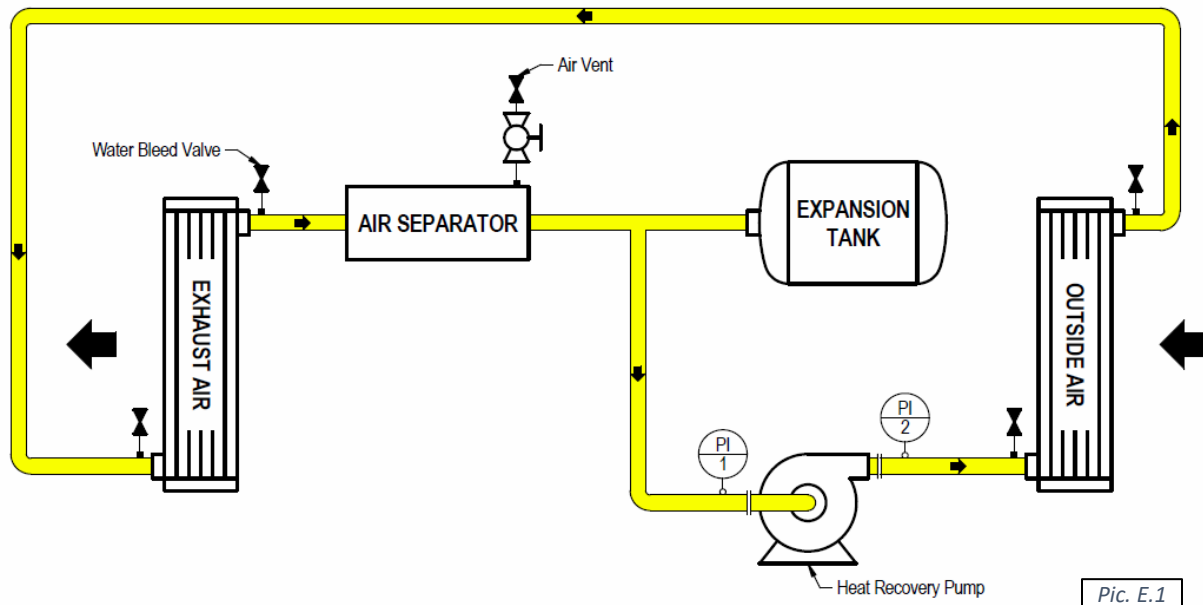 Air Vent
Water Bleed Valve
AIR SEPARATOR
EXPANSION
TANK
EXHAUST AIR
OUTSIDE AIR
PI
1
PI
2
Heat Recovery Pump
Pic. E.1